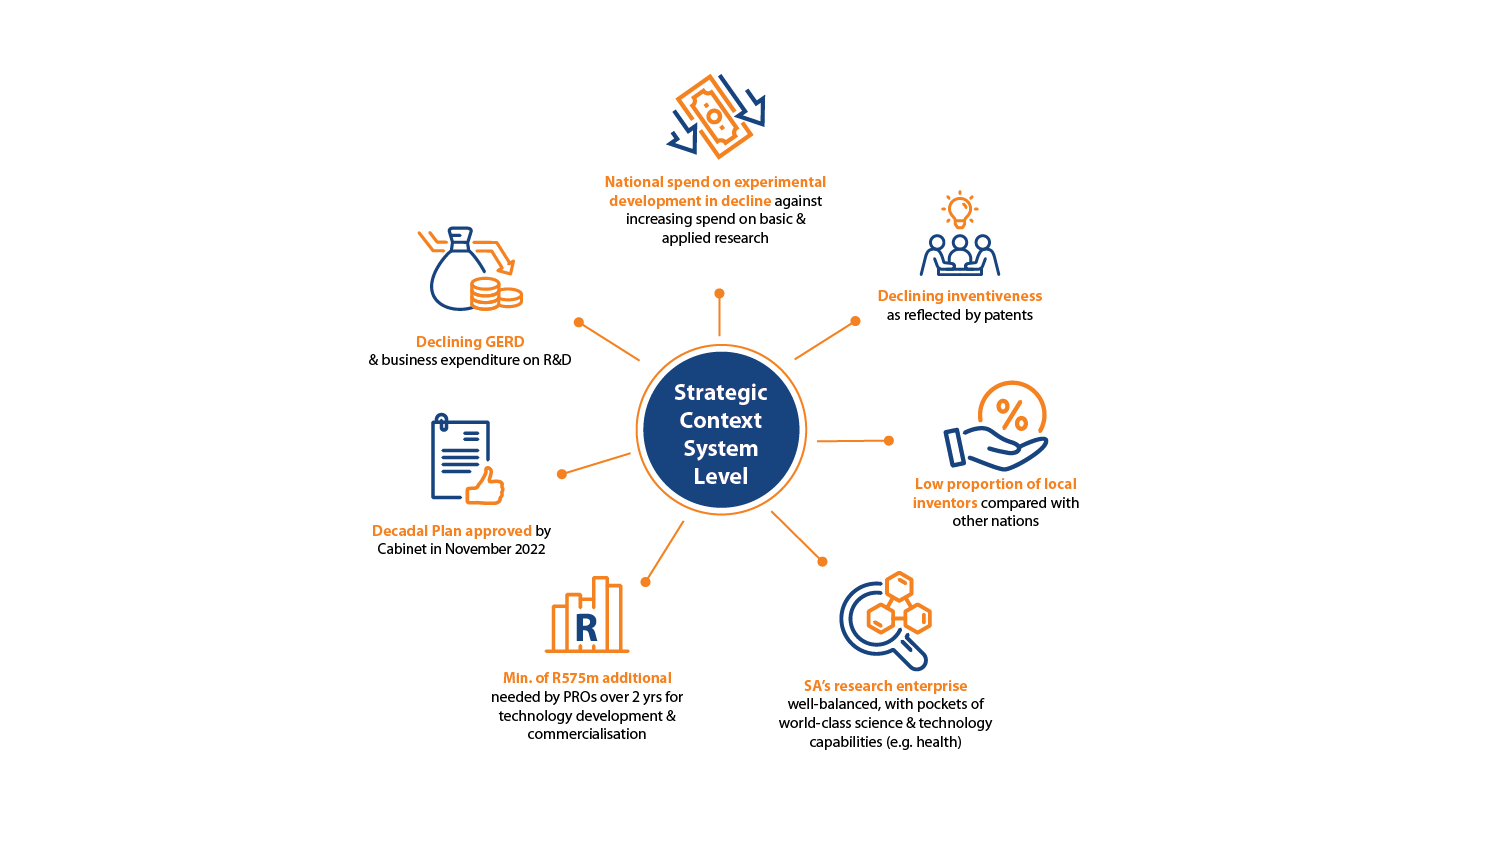 National spend on experimental
development in decline against
increasing spend on basic &
applied research
Declining inventiveness
as reflected by patents
Declining GERD
& business expenditure on R&D
Strategic
Context
System
Level
%
Low proportion of local
inventors compared with
other nations
Decadal Plan approved by
Cabinet in November 2022
R
Min. of R575m additional
needed by PROs over 2 yrs for
technology development &
commercialisation
SA's research enterprise
well-balanced, with pockets of
world-class science & technology
capabilities (e.g. health)